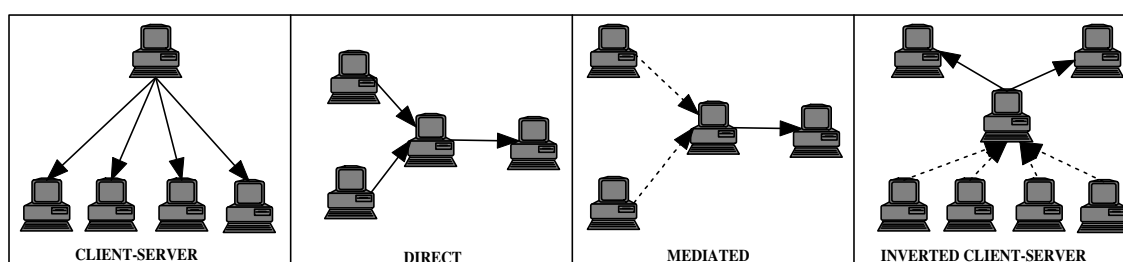 CLIENT-SERVER
DIRECT
MEDIATED
INVERTED CLIENT-SERVER